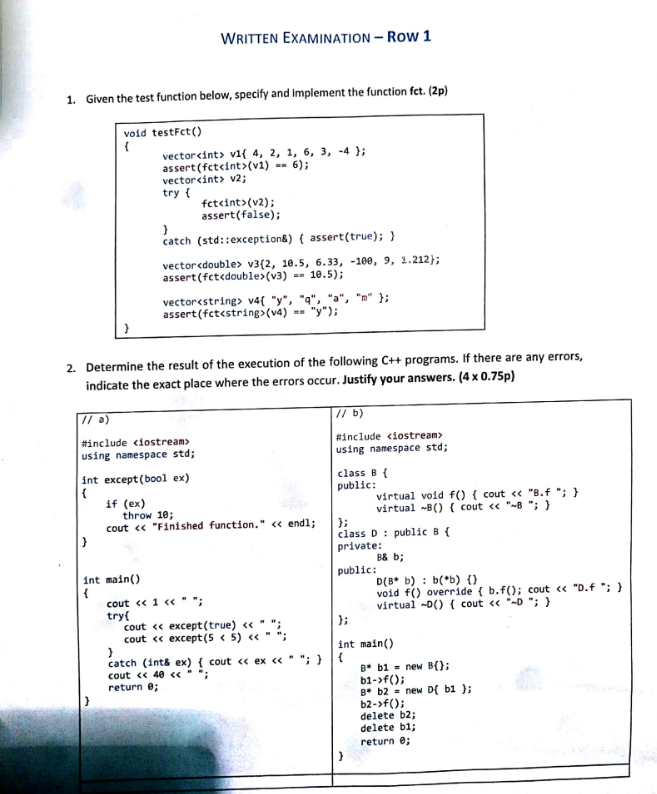 WRITTEN EXAMINATION – ROW 1
1. Given the test function below, specify and implement the function fct. (2p)
void testFct()
{
vector<int> v1{ 4, 2, 1, 6, 3, -4 };
assert(fct<int>(v1) == 6);
vector<int> v2;
try {
fct<int>(v2);
assert(false);
}
catch (std::exception&) { assert(true); }
vector<double> v3{2, 10.5, 6.33, -100, 9, 1.212};
assert(fct<double>(v3) == 10.5);
vector<string> v4{ "y", "q", "a", "m" };
assert(fct<string>(v4) == "y");
}
2. Determine the result of the execution of the following C++ programs. If there are any errors,
indicate the exact place where the errors occur. Justify your answers. (4 x 0.75p)
// a)
#include <iostream>
using namespace std;
int except(bool ex)
{
if (ex)
throw 10;
cout << "Finished function." << endl;
}
int main()
{
cout << 1 << " ";
try{
cout << except(true) << " ";
cout << except(5 < 5) << " ";
}
catch (int& ex) { cout << ex << " "; }
cout << 40 << " ";
return 0;
}
// b)
#include <iostream>
using namespace std;
class B {
public:
virtual void f() { cout << "B.f "; }
virtual ~B() { cout << "~B "; }
};
class D : public B {
private:
B& b;
public:
D(B* b) : b(*b) {}
void f() override { b.f(); cout << "D.f "; }
virtual ~D() { cout << "~D "; }
};
int main()
{
B* b1 = new B{};
b1->f();
B* b2 = new D{ b1 };
b2->f();
delete b2;
delete b1;
return 0;
}